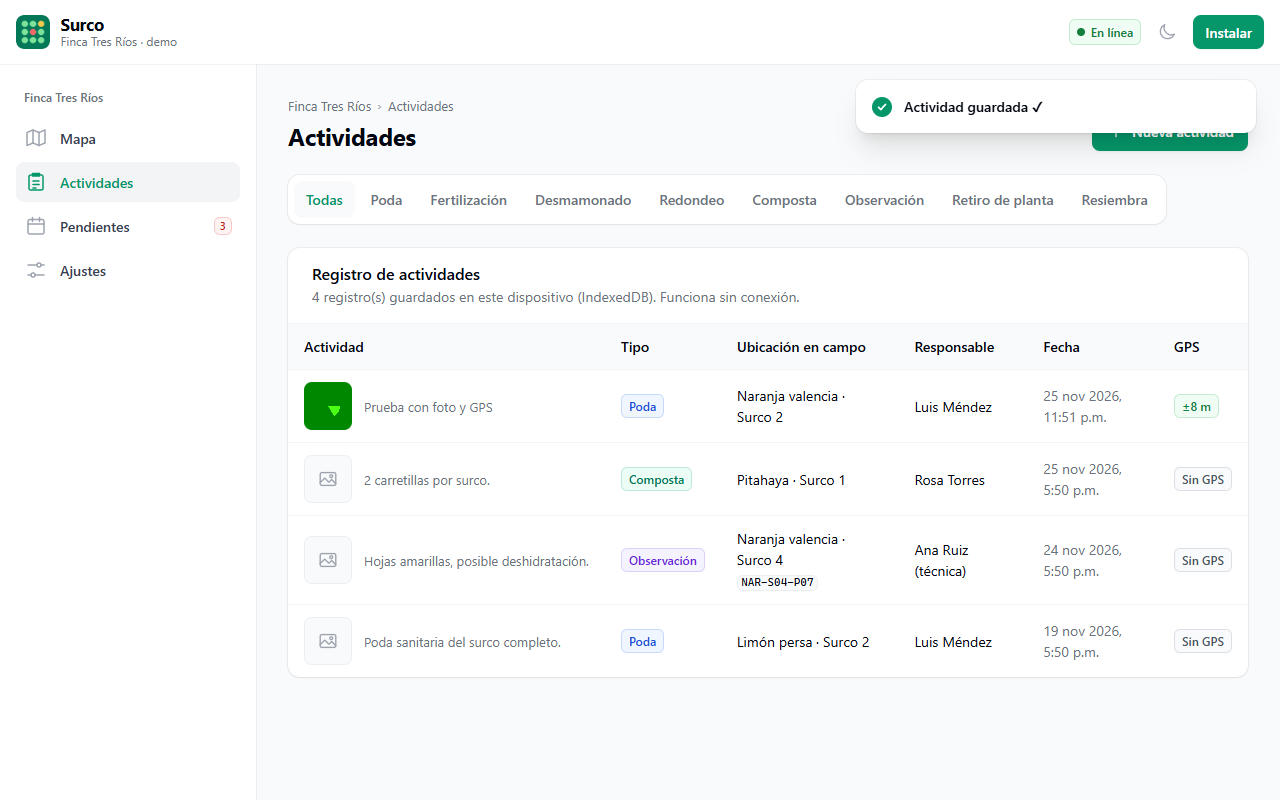 Surco
Finca Tres Ríos · demo
En línea
Instalar
Finca Tres Ríos
Mapa
Actividades
Pendientes
3
Ajustes
Finca Tres Ríos › Actividades
Actividades
Actividad guardada ✓
Nueva actividad
Todas
Poda
Fertilización
Desmamonado
Redondeo
Composta
Observación
Retiro de planta
Resiembra
Registro de actividades
4 registro(s) guardados en este dispositivo (IndexedDB). Funciona sin conexión.
Actividad
Tipo
Ubicación en campo
Responsable
Fecha
GPS
Prueba con foto y GPS
Poda
Naranja valencia ·
Surco 2
Luis Méndez
25 nov 2026,
11:51 p.m.
±8 m
2 carretillas por surco.
Composta
Pitahaya · Surco 1
Rosa Torres
25 nov 2026,
5:50 p.m.
Sin GPS
Hojas amarillas, posible deshidratación.
Observación
Naranja valencia ·
Surco 4
NAR-S04-P07
Ana Ruiz
(técnica)
24 nov 2026,
5:50 p.m.
Sin GPS
Poda sanitaria del surco completo.
Poda
Limón persa · Surco 2
Luis Méndez
19 nov 2026,
5:50 p.m.
Sin GPS